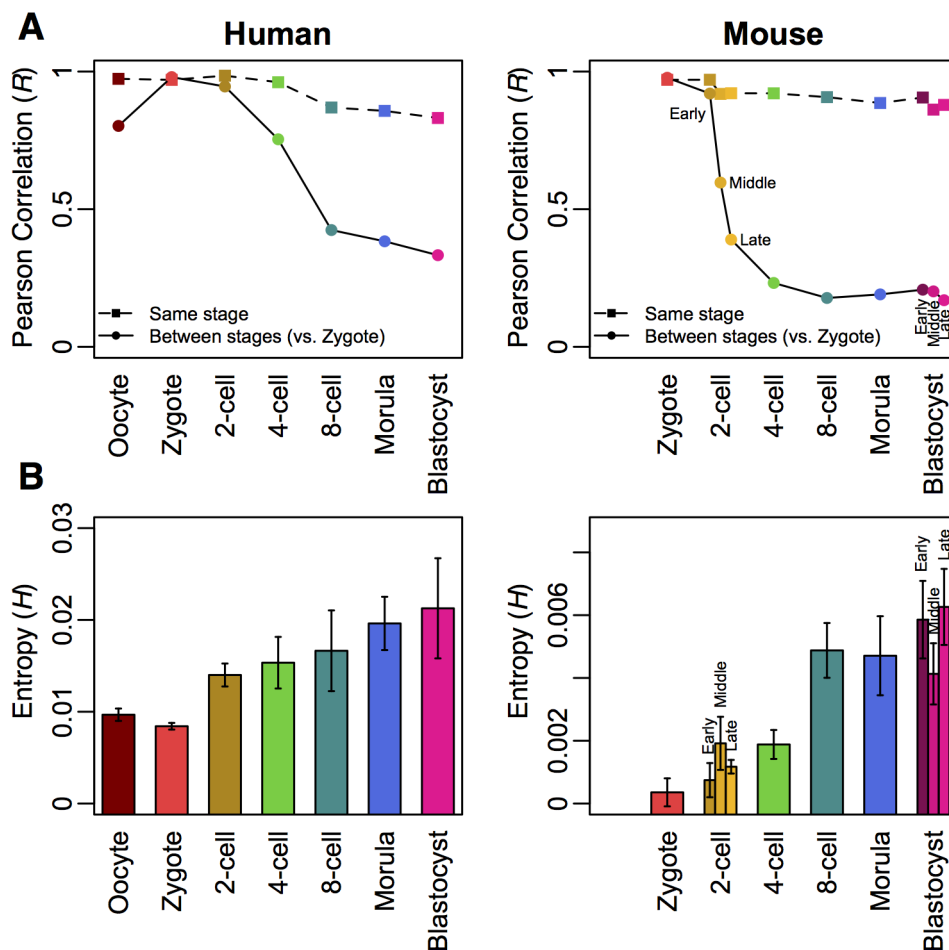 A
Human
Mouse
Pearson Correlation (R)
1
0.5
0
Same stage
Between stages (vs. Zygote)
Oocyte
Zygote
2-cell
4-cell
8-cell
Morula
Blastocyst
Pearson Correlation (R)
1
0.5
0
Early
Middle
Late
Early
Middle
Late
Same stage
Between stages (vs. Zygote)
Zygote
2-cell
4-cell
8-cell
Morula
Blastocyst
B
Entropy (H)
0.03
0.02
0.01
0
Oocyte
Zygote
2-cell
4-cell
8-cell
Morula
Blastocyst
Entropy (H)
0.006
0.002
0
Early
Middle
Late
Early
Middle
Late
Zygote
2-cell
4-cell
8-cell
Morula
Blastocyst